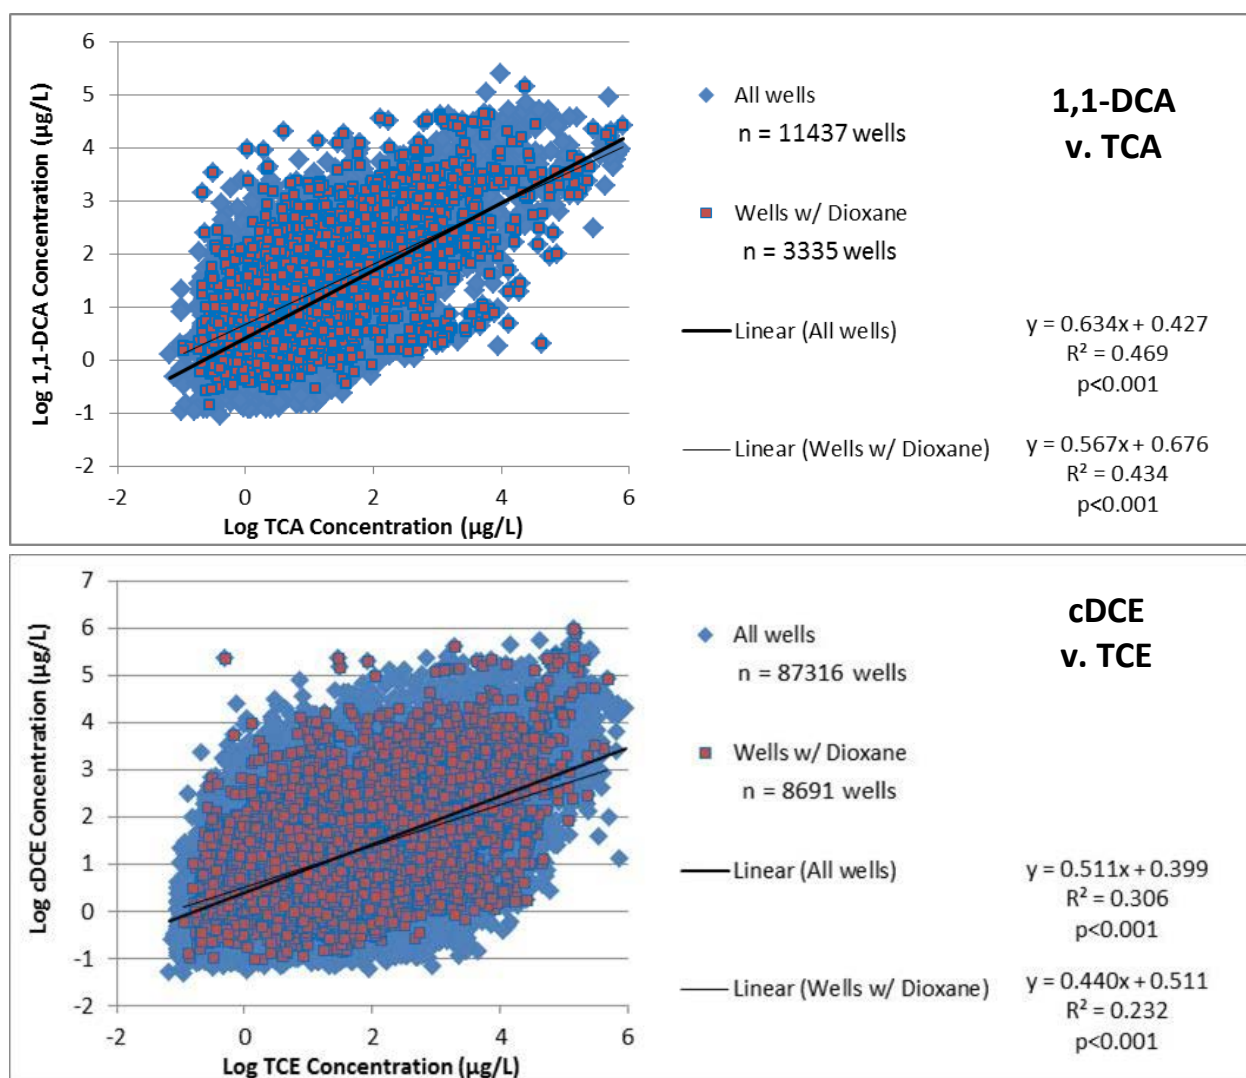 6
5
4
3
2
1
0
-1
-2
-2
0
2
4
6
Log 1,1-DCA Concentration (µg/L)
Log TCA Concentration (µg/L)
All wells
n = 11437 wells
Wells w/ Dioxane
n = 3335 wells
Linear (All wells)
y = 0.634x + 0.427
R² = 0.469
p<0.001
Linear (Wells w/ Dioxane)
y = 0.567x + 0.676
R² = 0.434
p<0.001
1,1-DCA
v. TCA
7
6
5
4
3
2
1
0
-1
-2
-2
0
2
4
6
Log cDCE Concentration (µg/L)
Log TCE Concentration (µg/L)
All wells
n = 87316 wells
Wells w/ Dioxane
n = 8691 wells
Linear (All wells)
y = 0.511x + 0.399
R² = 0.306
p<0.001
Linear (Wells w/ Dioxane)
y = 0.440x + 0.511
R² = 0.232
p<0.001
cDCE
v. TCE